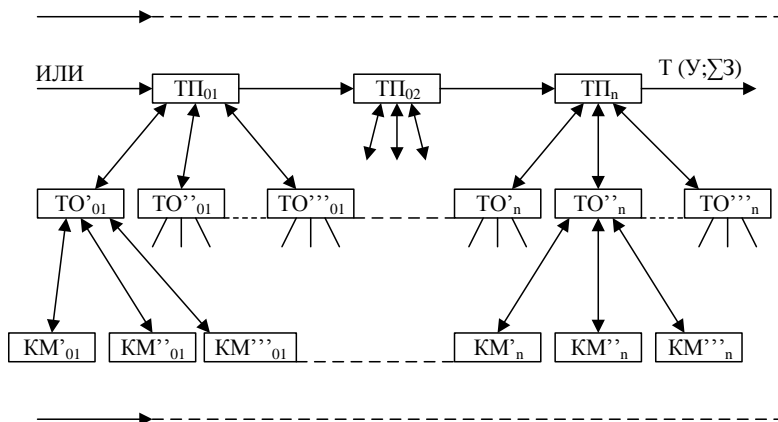 Т (У;∑З)
ИЛИ
ТП₀₁ ТП₀₂ ТПₙ
ТО'₀₁ ТО''₀₁ ТО'''₀₁ ТО'ₙ ТО''ₙ ТО'''ₙ
КМ'₀₁ КМ''₀₁ КМ'''₀₁ КМ'ₙ КМ''ₙ КМ'''ₙ